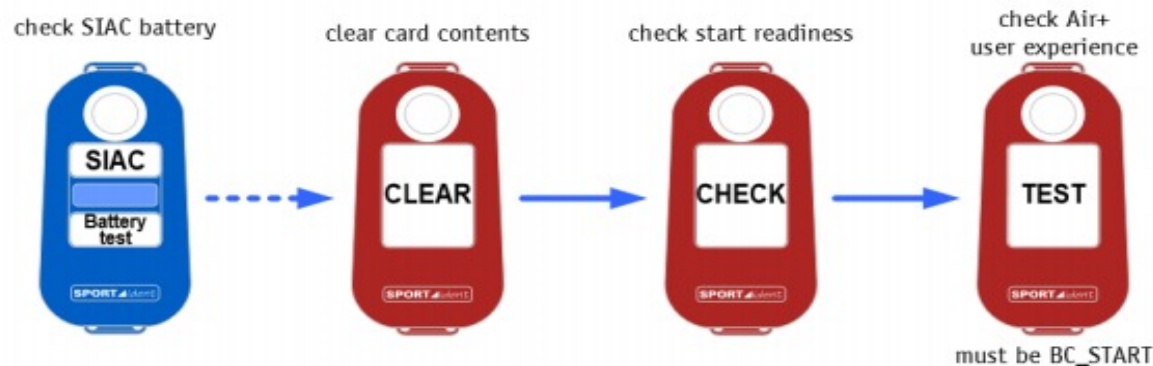 check SIAC battery
clear card contents
check start readiness
check Air+
user experience
SIAC
Battery
test
SPORTident
CLEAR
SPORTident
CHECK
SPORTident
TEST
SPORTident
must be BC_START